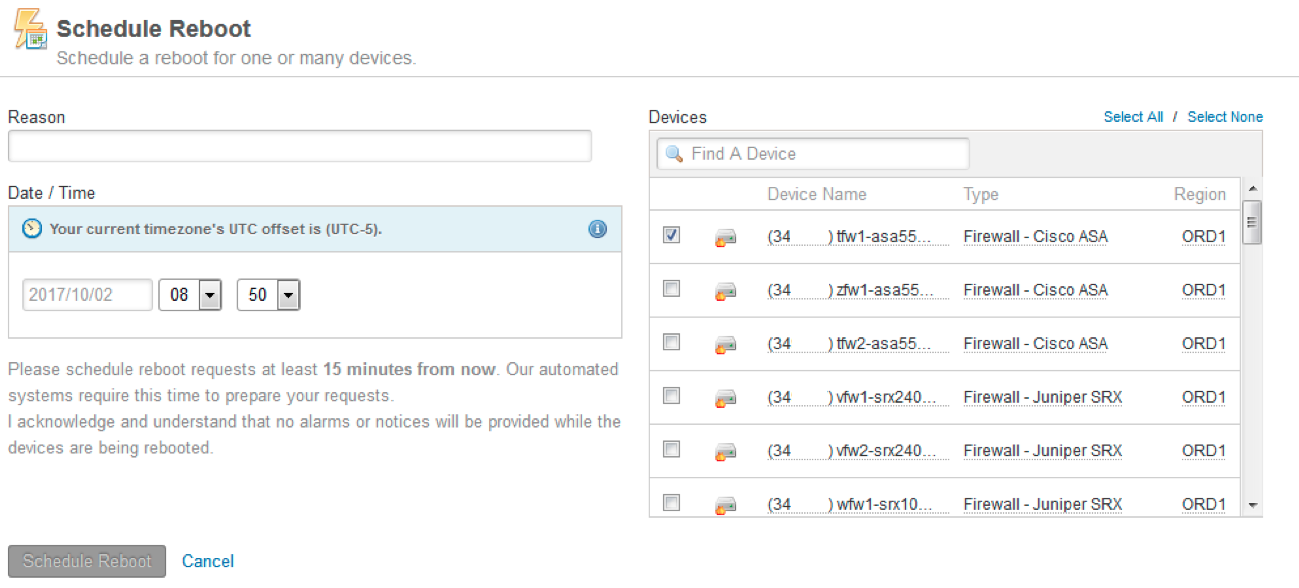 Schedule Reboot
Schedule a reboot for one or many devices.
Reason
Date / Time
Your current timezone's UTC offset is (UTC-5).
2017/10/02 08 50
Please schedule reboot requests at least 15 minutes from now. Our automated
systems require this time to prepare your requests.
I acknowledge and understand that no alarms or notices will be provided while the
devices are being rebooted.
Schedule Reboot Cancel
Devices Select All / Select None
Find A Device
Device Name Type Region
(34 ) tfw1-asa55... Firewall - Cisco ASA ORD1
(34 ) zfw1-asa55... Firewall - Cisco ASA ORD1
(34 ) tfw2-asa55... Firewall - Cisco ASA ORD1
(34 ) vfw1-srx240... Firewall - Juniper SRX ORD1
(34 ) vfw2-srx240... Firewall - Juniper SRX ORD1
(34 ) wfw1-srx10... Firewall - Juniper SRX ORD1